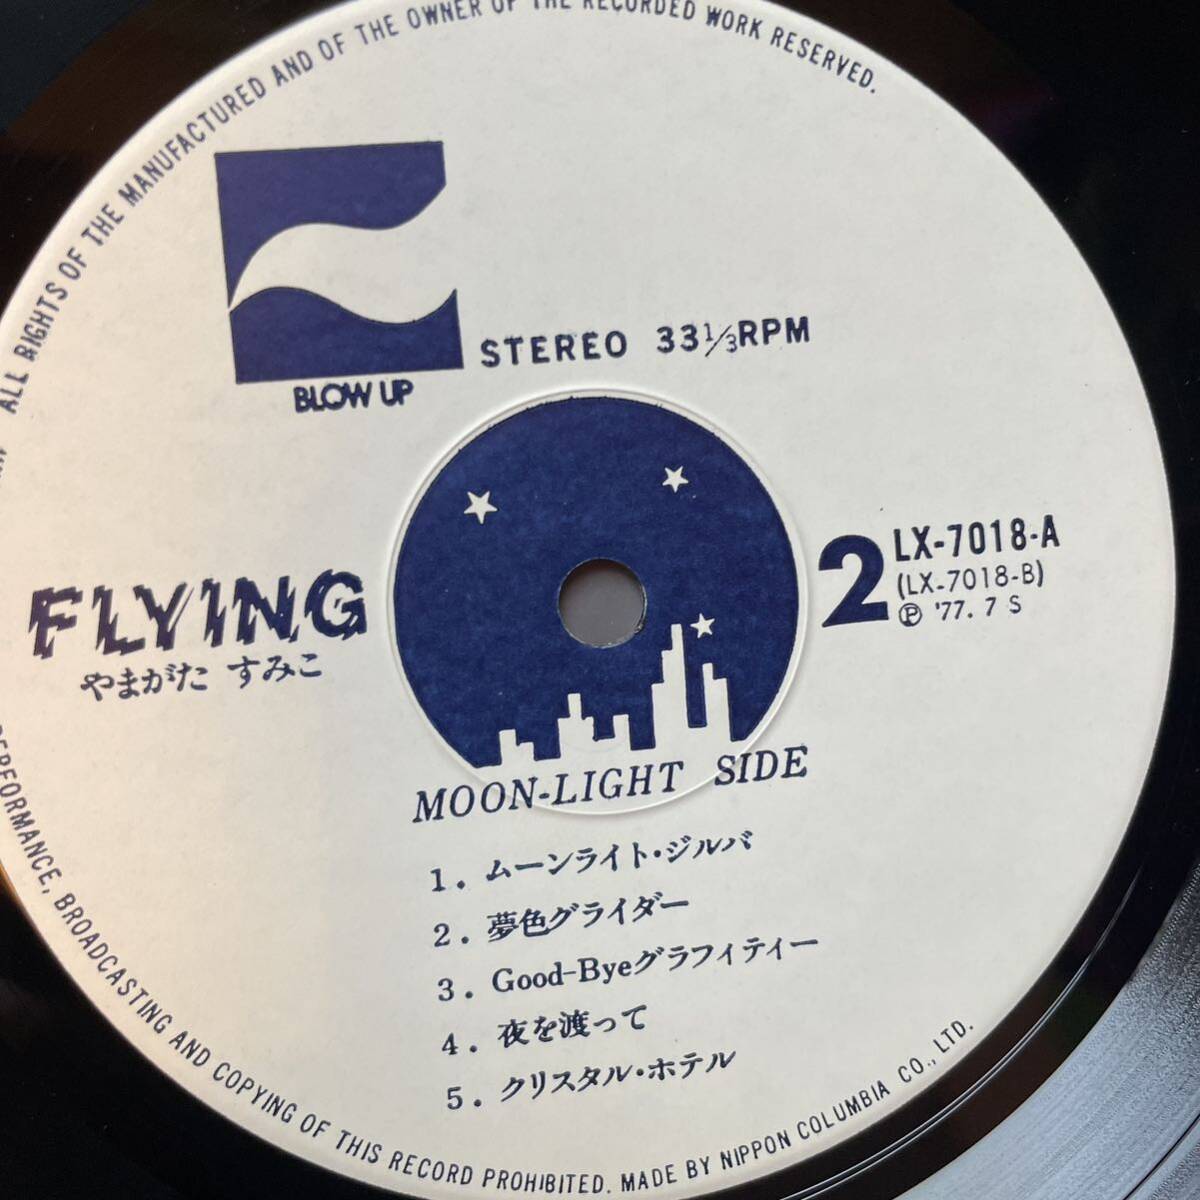 ALL RIGHTS OF THE MANUFACTURED AND OF THE OWNER OF THE RECORDED WORK RESERVED.
BLOW UP
STEREO 33⅓RPM
2
LX-7018-A
(LX-7018-B)
Ⓟ '77. 7 S
FLYING
やまがた すみこ
MOON-LIGHT SIDE
1. ムーンライト・ジルバ
2. 夢色グライダー
3. Good-Byeグラフィティー
4. 夜を渡って
5. クリスタル・ホテル
PERFORMANCE, BROADCASTING AND COPYING OF THIS RECORD PROHIBITED. MADE BY NIPPON COLUMBIA CO., LTD.